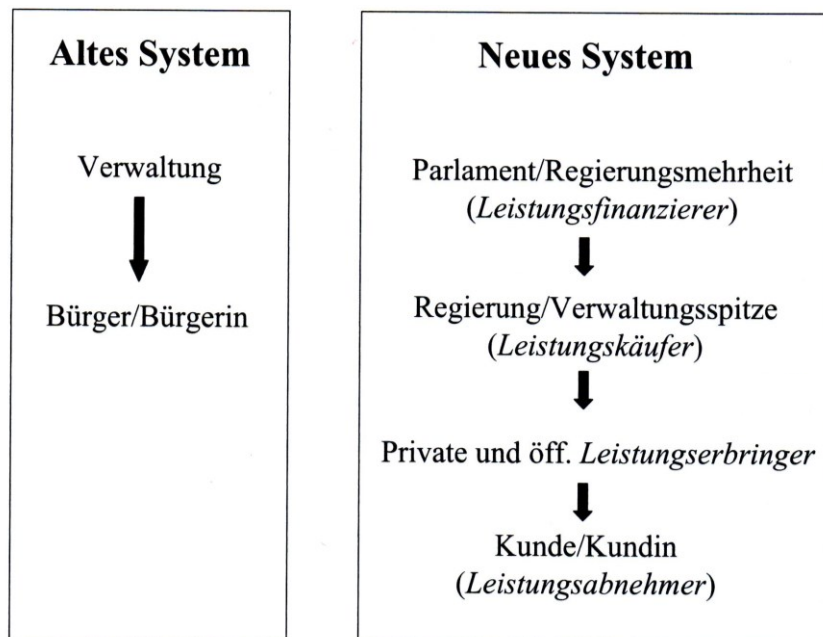 Altes System
Verwaltung
Bürger/Bürgerin
Neues System
Parlament/Regierungsmehrheit
(Leistungsfinanzierer)
Regierung/Verwaltungsspitze
(Leistungskäufer)
Private und öff. Leistungserbringer
Kunde/Kundin
(Leistungsabnehmer)